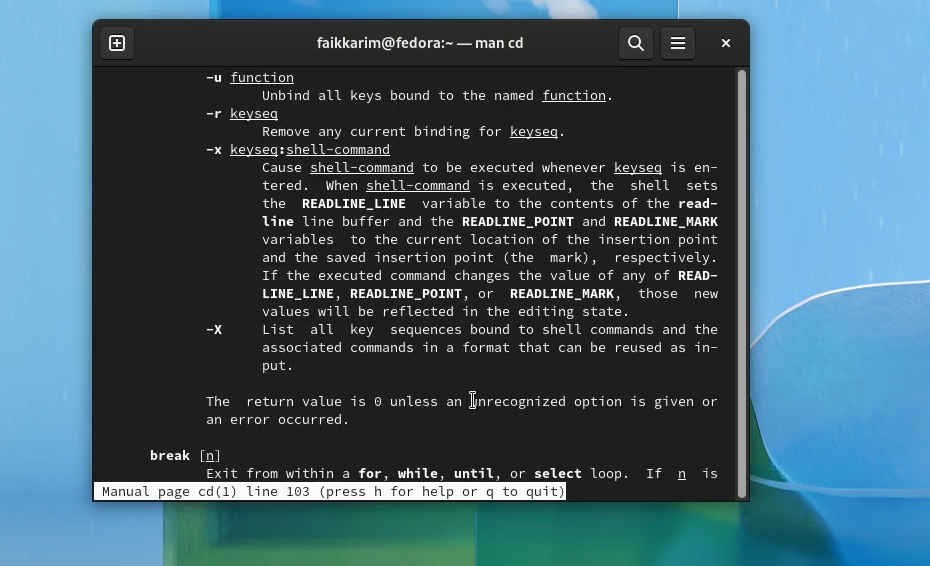 faikkarim@fedora:~ — man cd
-u function
Unbind all keys bound to the named function.
-r keyseq
Remove any current binding for keyseq.
-x keyseq:shell-command
Cause shell-command to be executed whenever keyseq is en-
tered.  When shell-command is executed,  the  shell  sets
the  READLINE_LINE  variable to the contents of the read-
line line buffer and the READLINE_POINT and READLINE_MARK
variables  to the current location of the insertion point
and the saved insertion point (the  mark),  respectively.
If the executed command changes the value of any of READ-
LINE_LINE, READLINE_POINT, or  READLINE_MARK,  those  new
values will be reflected in the editing state.
-X     List  all  key  sequences bound to shell commands and the
associated commands in a format that can be reused as in-
put.
The  return value is 0 unless an unrecognized option is given or
an error occurred.
break [n]
Exit from within a for, while, until, or select loop.  If  n  is
Manual page cd(1) line 103 (press h for help or q to quit)